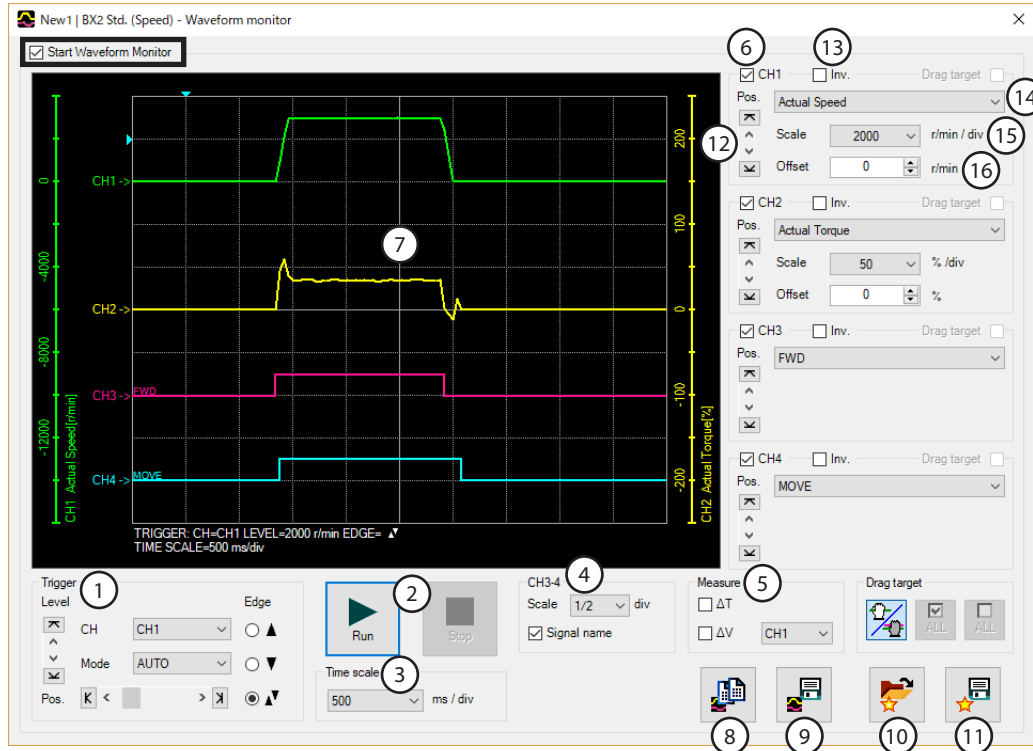 New1 | BX2 Std. (Speed) - Waveform monitor
Start Waveform Monitor
6
13
CH1
Inv.
Drag target
Pos.
Actual Speed
14
12
Scale
2000
r/min / div
15
Offset
0
r/min
16
CH2
Inv.
Drag target
Pos.
Actual Torque
Scale
50
% /div
Offset
0
%
CH3
Inv.
Drag target
Pos.
FWD
CH4
Inv.
Drag target
Pos.
MOVE
0
-4000
-8000
-12000
CH1 Actual Speed[r/min]
CH1 ->
CH2 ->
CH3 ->
FWD
CH4 ->
MOVE
7
200
100
0
-100
-200
CH2 Actual Torque[%]
TRIGGER: CH=CH1 LEVEL=2000 r/min EDGE= ▲▼
TIME SCALE=500 ms/div
Trigger
1
Level
Edge
CH
CH1
▲
Mode
AUTO
▼
Pos.
K < > K
▲▼
2
Run
Stop
Time scale
3
500
ms / div
CH3-4
4
Scale
1/2
div
Signal name
Measure
5
ΔT
ΔV
CH1
Drag target
ALL
ALL
8
9
10
11